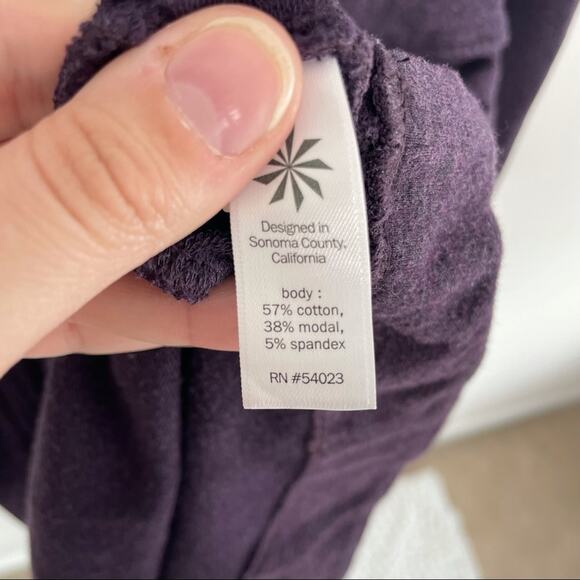 Designed in
Sonoma County,
California
body :
57% cotton,
38% modal,
5% spandex
RN #54023